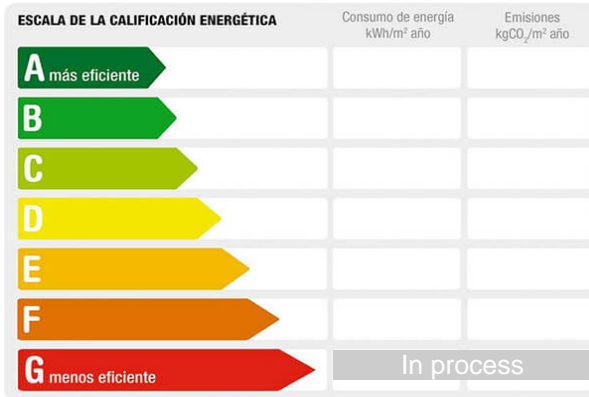 ESCALA DE LA CALIFICACIÓN ENERGÉTICA
Consumo de energía
kWh/m² año
Emisiones
kgCO₂/m² año
A más eficiente
B
C
D
E
F
G menos eficiente
In process